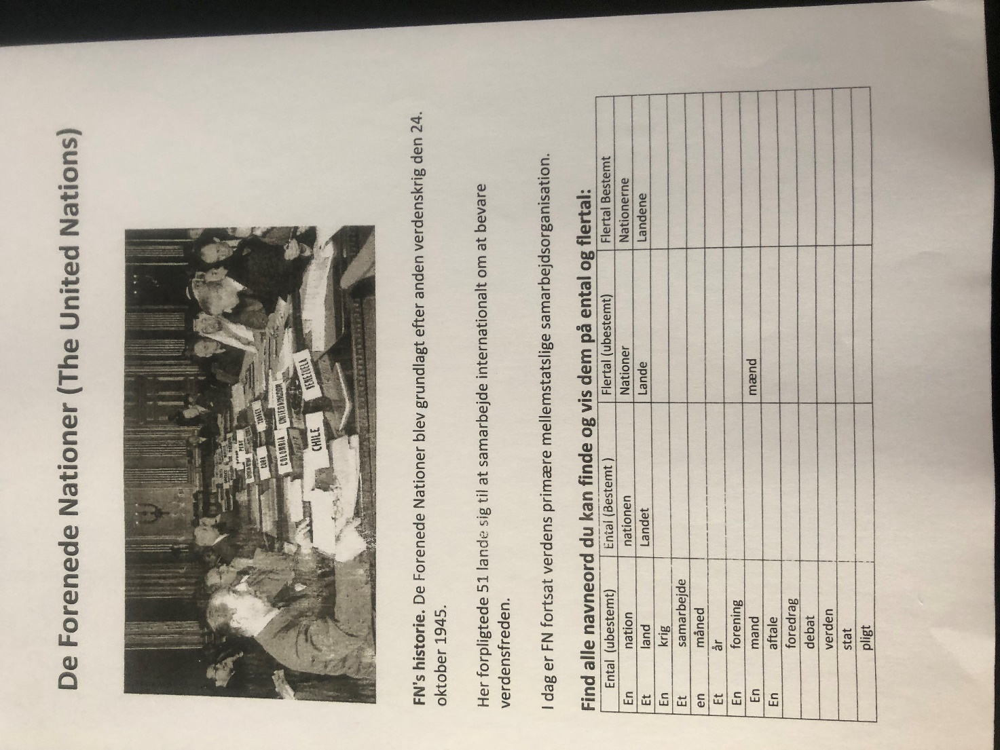 De Forenede Nationer (The United Nations)
CHILE
VENEZUELA
COLOMBIA
UNITED KINGDOM
CUBA
TURKEY
PERU
FN's historie. De Forenede Nationer blev grundlagt efter anden verdenskrig den 24.
oktober 1945.
Her forpligtede 51 lande sig til at samarbejde internationalt om at bevare
verdensfreden.
I dag er FN fortsat verdens primære mellemstatslige samarbejdsorganisation.
Find alle navneord du kan finde og vis dem på ental og flertal:
Ental (ubestemt) Ental (Bestemt ) Flertal (ubestemt) Flertal Bestemt
En nation nationen Nationer Nationerne
Et land Landet Lande Landene
En krig
Et samarbejde
en måned
Et år
En forening
En mand mænd
En aftale
foredrag
debat
verden
stat
pligt